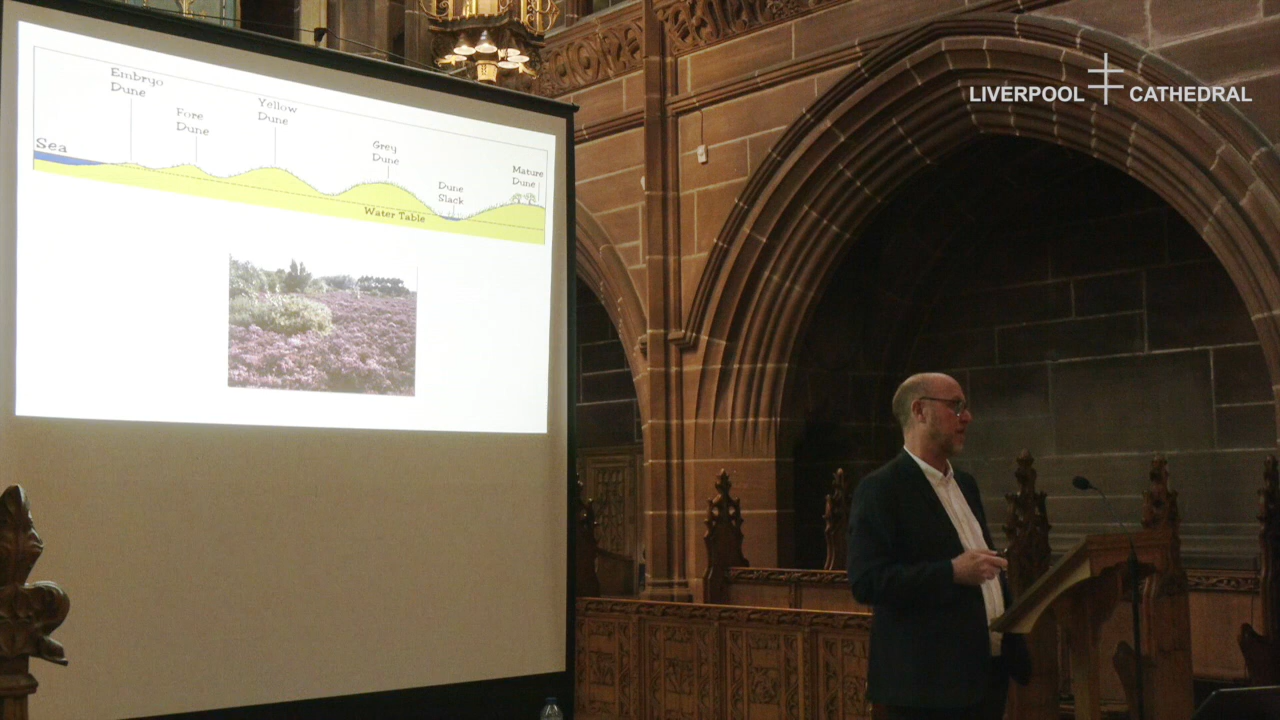 LIVERPOOL CATHEDRAL
Embryo
Dune
Fore
Dune
Yellow
Dune
Grey
Dune
Sea
Dune
Slack
Mature
Dune
Water Table